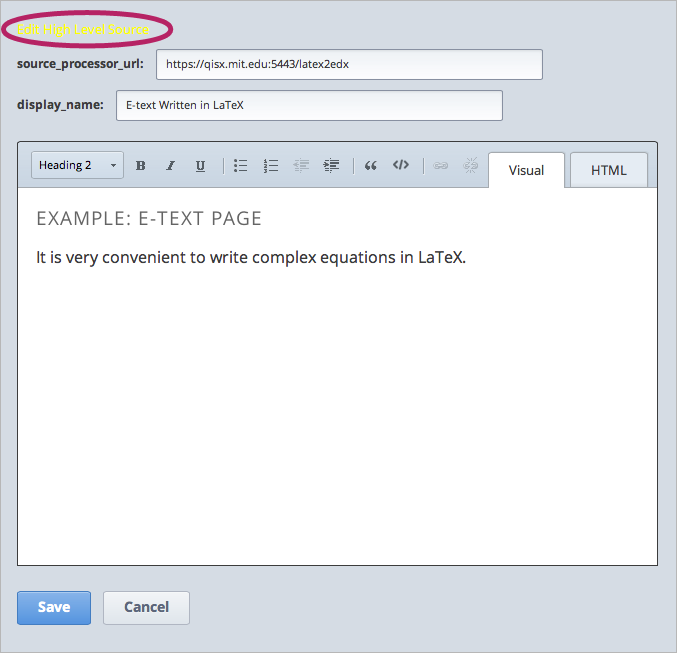 Edit High Level Source
source_processor_url: https://qisx.mit.edu:5443/latex2edx
display_name: E-text Written in LaTeX
Heading 2 B I U Visual HTML
EXAMPLE: E-TEXT PAGE
It is very convenient to write complex equations in LaTeX.
Save Cancel